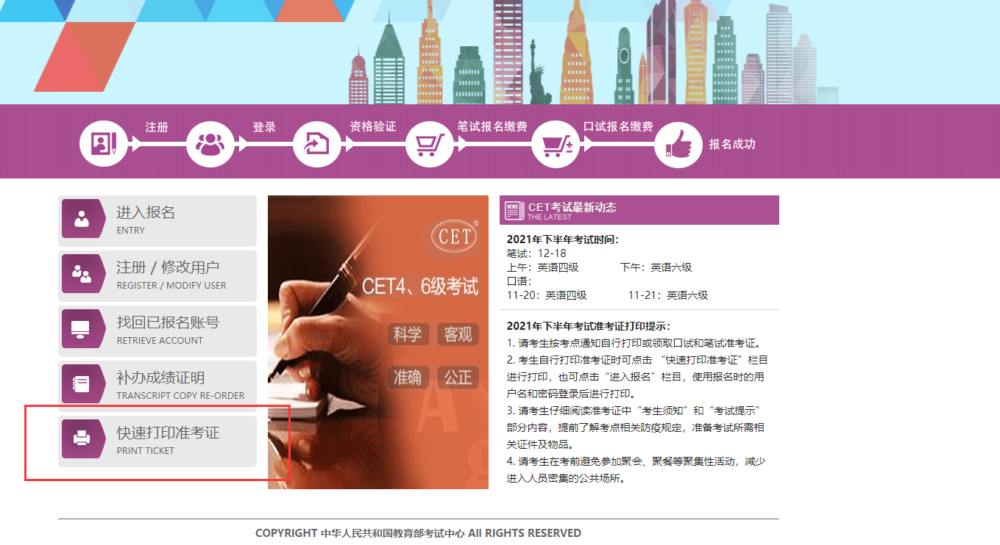 注册
登录
资格验证
笔试报名缴费
口试报名缴费
报名成功
进入报名
ENTRY
注册 / 修改用户
REGISTER / MODIFY USER
找回已报名账号
RETRIEVE ACCOUNT
补办成绩证明
TRANSCRIPT COPY RE-ORDER
快速打印准考证
PRINT TICKET
CET®
CET4、6级考试
科学 客观
准确 公正
NEWS
CET考试最新动态
THE LATEST
2021年下半年考试时间：
笔试：12-18
上午：英语四级 下午：英语六级
口语：
11-20：英语四级 11-21：英语六级
2021年下半年考试准考证打印提示：
1. 请考生按考点通知自行打印或领取口试和笔试准考证。
2. 考生自行打印准考证时可点击 “快速打印准考证”栏目
进行打印，也可点击“进入报名”栏目，使用报名时的用
户名和密码登录后进行打印。
3. 请考生仔细阅读准考证中“考生须知”和“考试提示”
部分内容，提前了解考点相关防疫规定，准备考试所需相
关证件及物品。
4. 请考生在考前避免参加聚会、聚餐等聚集性活动，减少
进入人员密集的公共场所。
COPYRIGHT 中华人民共和国教育部考试中心 All RIGHTS RESERVED